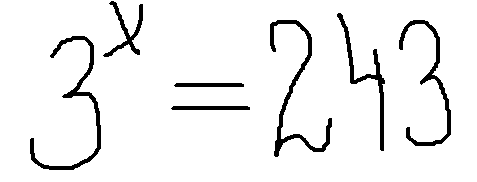 3^x = 243